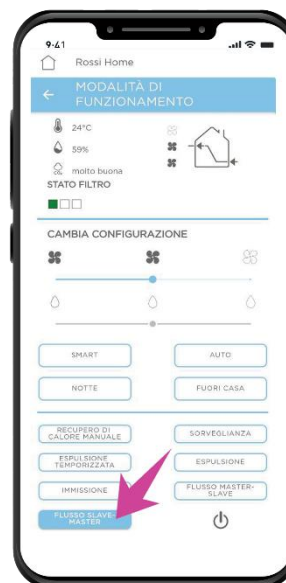 9:41
Rossi Home
MODALITÀ DI
FUNZIONAMENTO
24°C
59%
molto buona
STATO FILTRO
CAMBIA CONFIGURAZIONE
SMART
AUTO
NOTTE
FUORI CASA
RECUPERO DI
CALORE MANUALE
SORVEGLIANZA
ESPULSIONE
TEMPORIZZATA
ESPULSIONE
IMMISSIONE
FLUSSO MASTER-
SLAVE
FLUSSO SLAVE-
MASTER